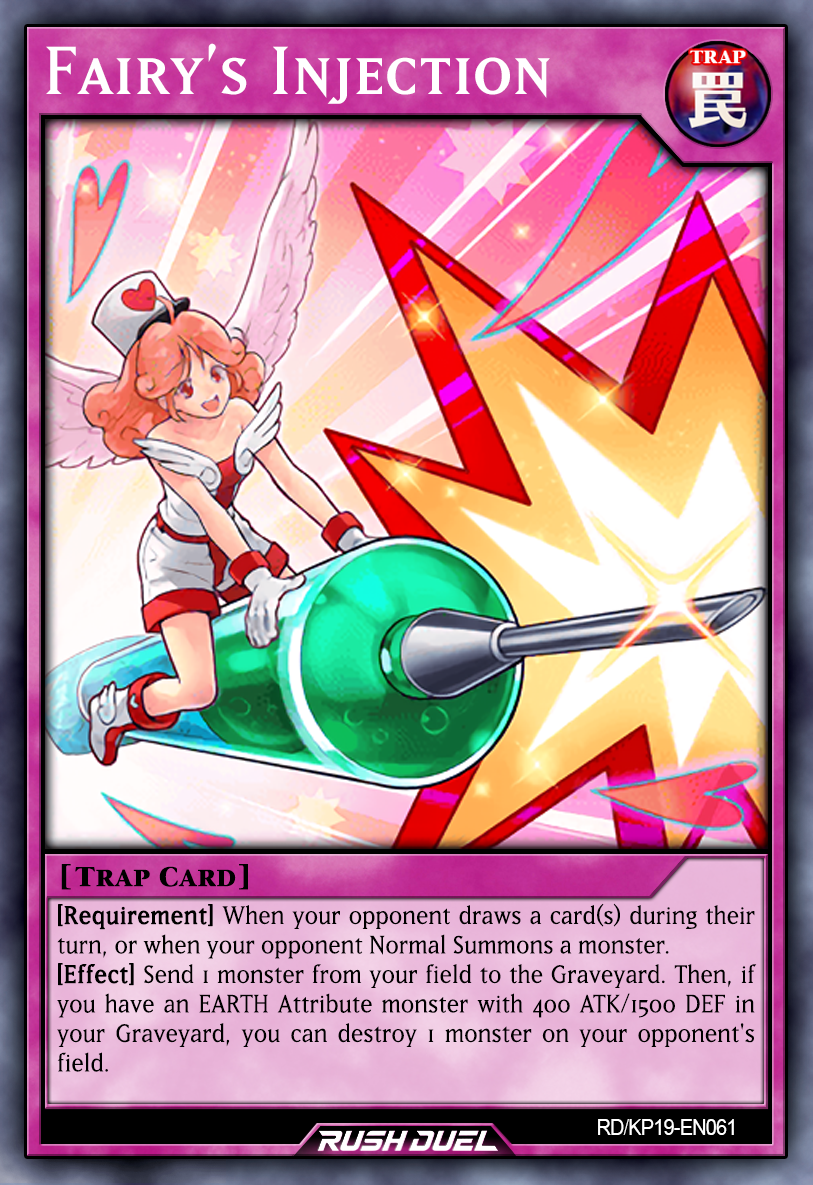 Fairy's Injection
TRAP
罠
[Trap Card]
[Requirement] When your opponent draws a card(s) during their
turn, or when your opponent Normal Summons a monster.
[Effect] Send 1 monster from your field to the Graveyard. Then, if
you have an EARTH Attribute monster with 400 ATK/1500 DEF in
your Graveyard, you can destroy 1 monster on your opponent's
field.
RD/KP19-EN061
RUSH DUEL